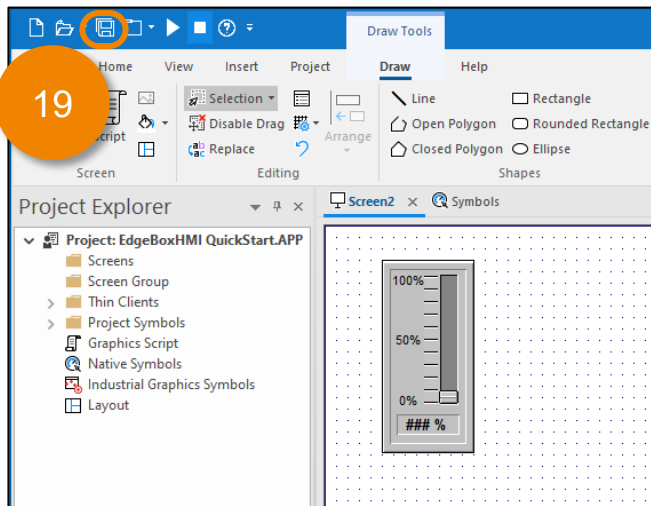 Draw Tools
Home View Insert Project Draw Help
19
Script
Screen
Selection
Disable Drag
Replace
Editing
Arrange
Line
Open Polygon
Closed Polygon
Rectangle
Rounded Rectangle
Ellipse
Shapes
Project Explorer
Project: EdgeBoxHMI QuickStart.APP
Screens
Screen Group
Thin Clients
Project Symbols
Graphics Script
Native Symbols
Industrial Graphics Symbols
Layout
Screen2 Symbols
100%
50%
0%
### %